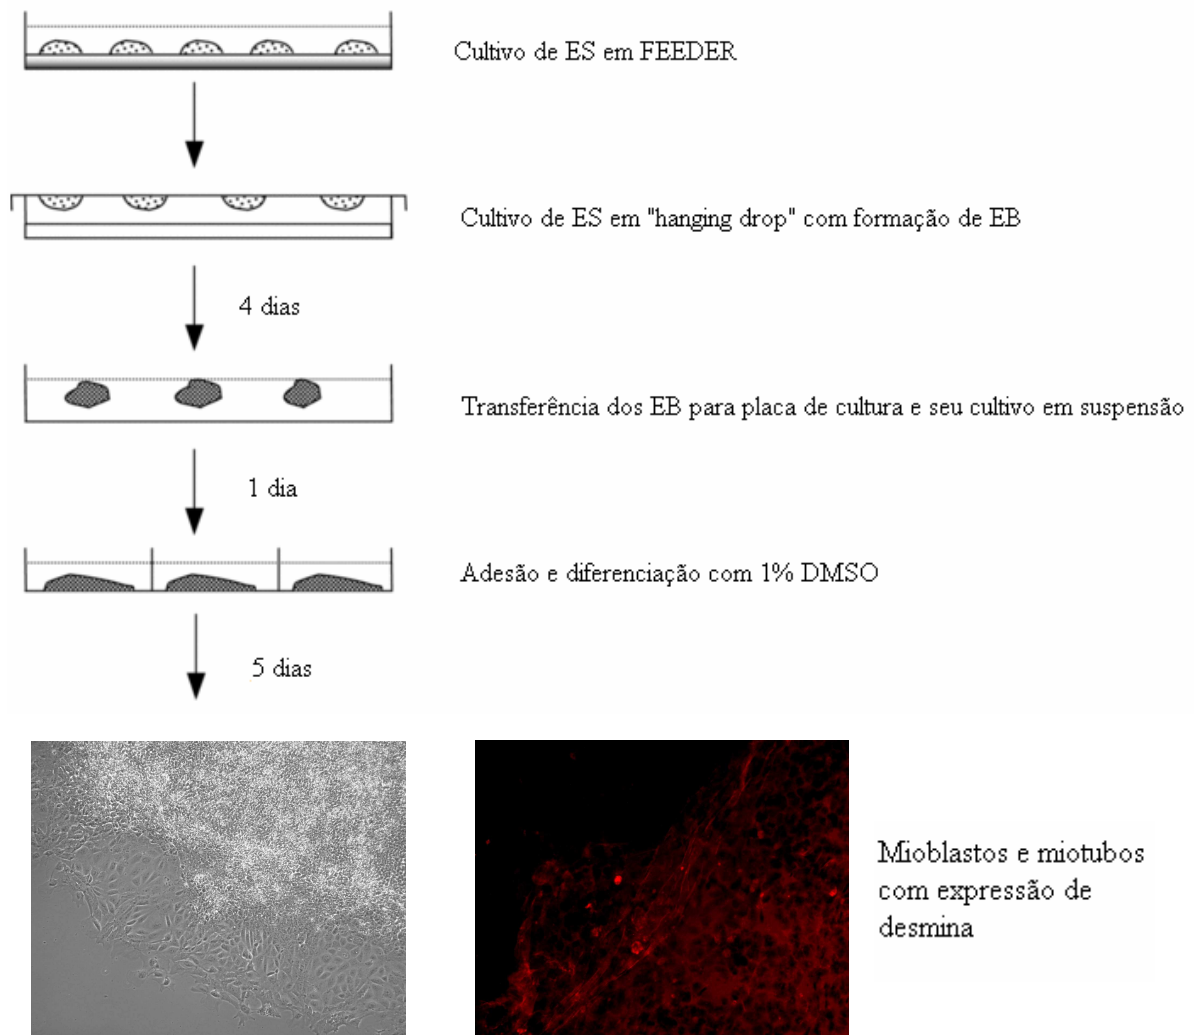 Cultivo de ES em FEEDER
Cultivo de ES em "hanging drop" com formação de EB
4 dias
Transferência dos EB para placa de cultura e seu cultivo em suspensão
1 dia
Adesão e diferenciação com 1% DMSO
5 dias
Mioblastos e miotubos
com expressão de
desmina